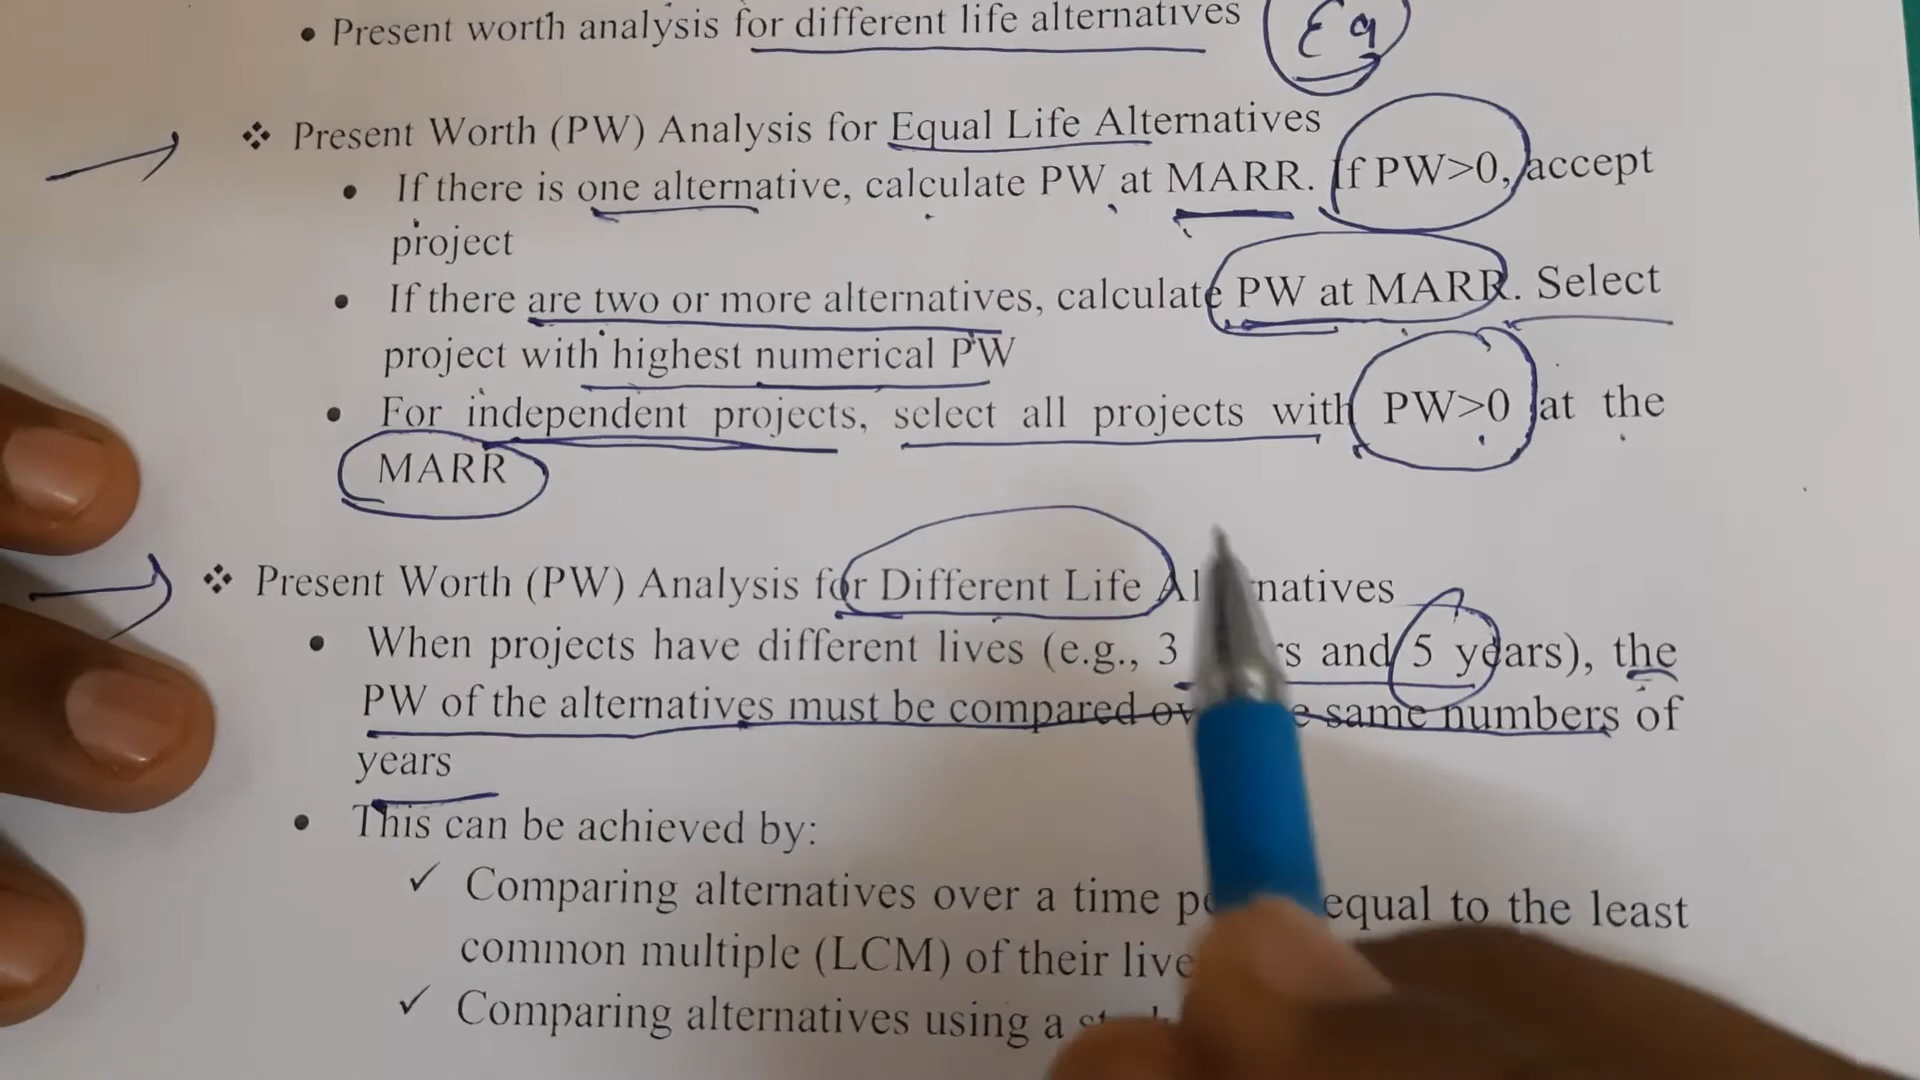 • Present worth analysis for different life alternatives Eq
❖ Present Worth (PW) Analysis for Equal Life Alternatives
• If there is one alternative, calculate PW at MARR. If PW>0, accept
project
• If there are two or more alternatives, calculate PW at MARR. Select
project with highest numerical PW
• For independent projects, select all projects with PW>0 at the
MARR
❖ Present Worth (PW) Analysis for Different Life Al natives
• When projects have different lives (e.g., 3 rs and 5 years), the
PW of the alternatives must be compared ov e same numbers of
years
• This can be achieved by:
✓ Comparing alternatives over a time pe equal to the least
common multiple (LCM) of their live
✓ Comparing alternatives using a